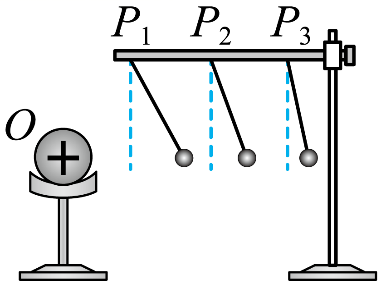 P₁ P₂ P₃
O
+